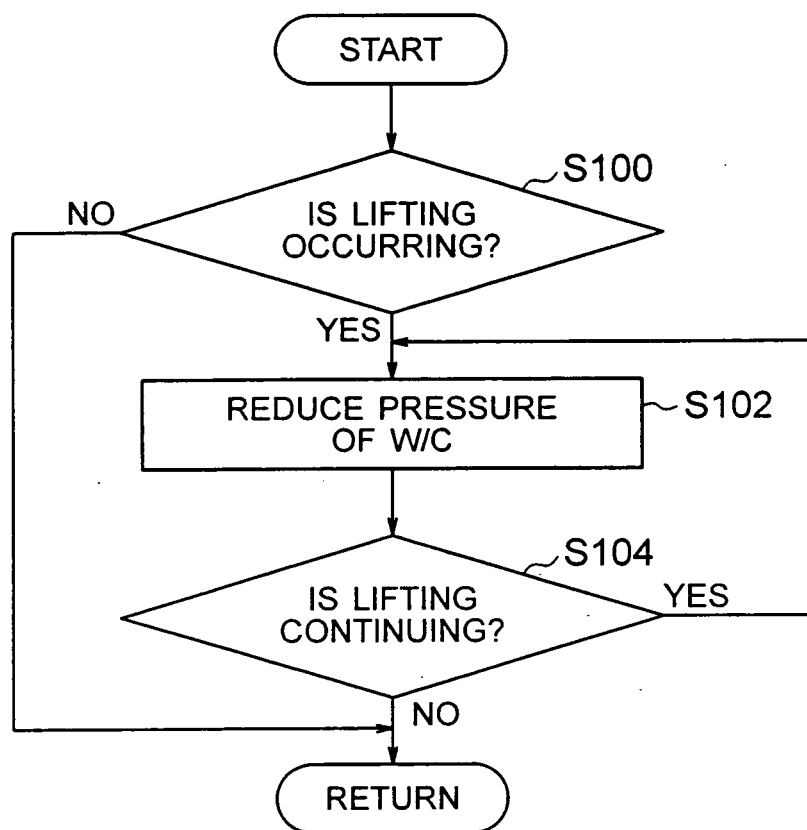 START
S100
NO
IS LIFTING
OCCURRING?
YES
REDUCE PRESSURE
OF W/C
S102
S104
IS LIFTING
CONTINUING?
YES
NO
RETURN